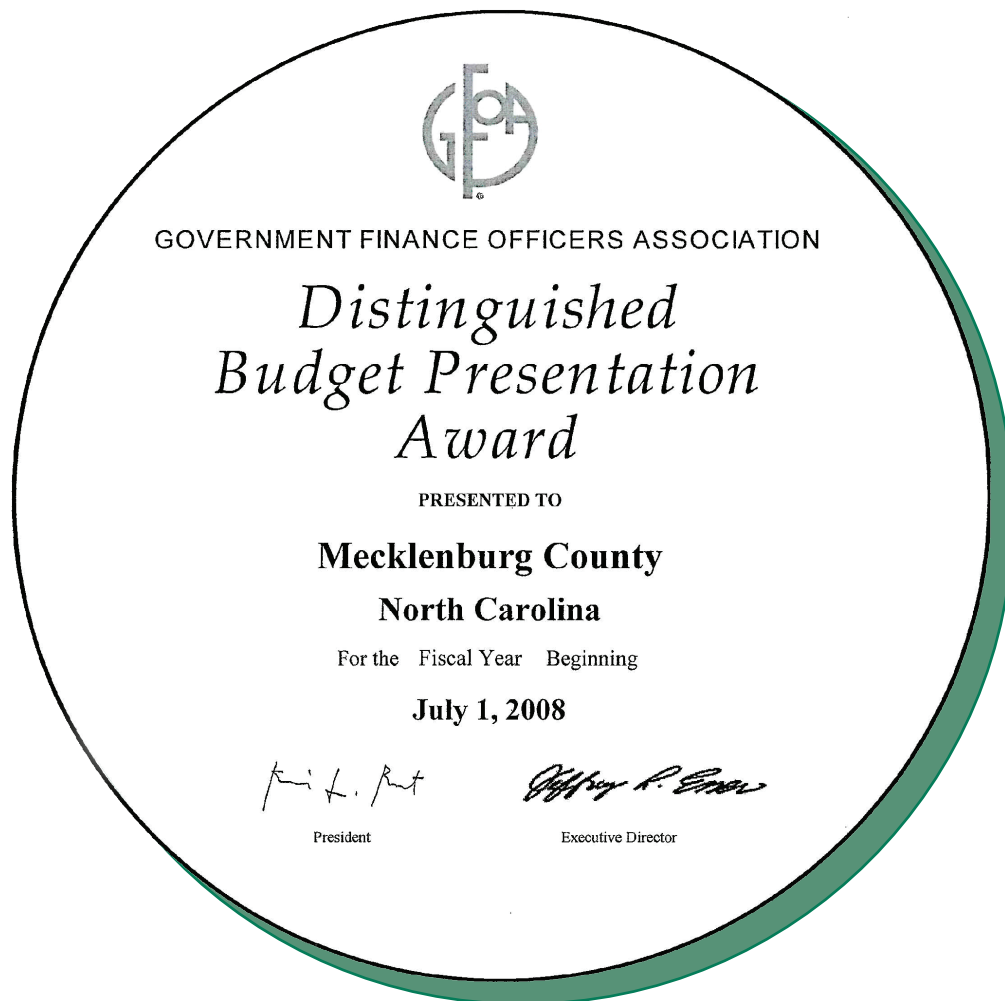 GFOA
GOVERNMENT FINANCE OFFICERS ASSOCIATION
Distinguished
Budget Presentation
Award
PRESENTED TO
Mecklenburg County
North Carolina
For the Fiscal Year Beginning
July 1, 2008
Jeffrey R.
President Executive Director